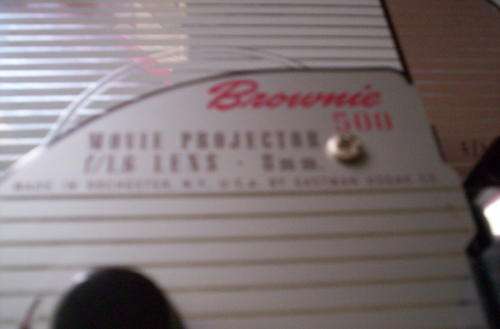 Brownie
500
MOVIE PROJECTOR
f/1.6 LENS · 8mm.
MADE IN ROCHESTER, N.Y. U.S.A. BY EASTMAN KODAK CO.